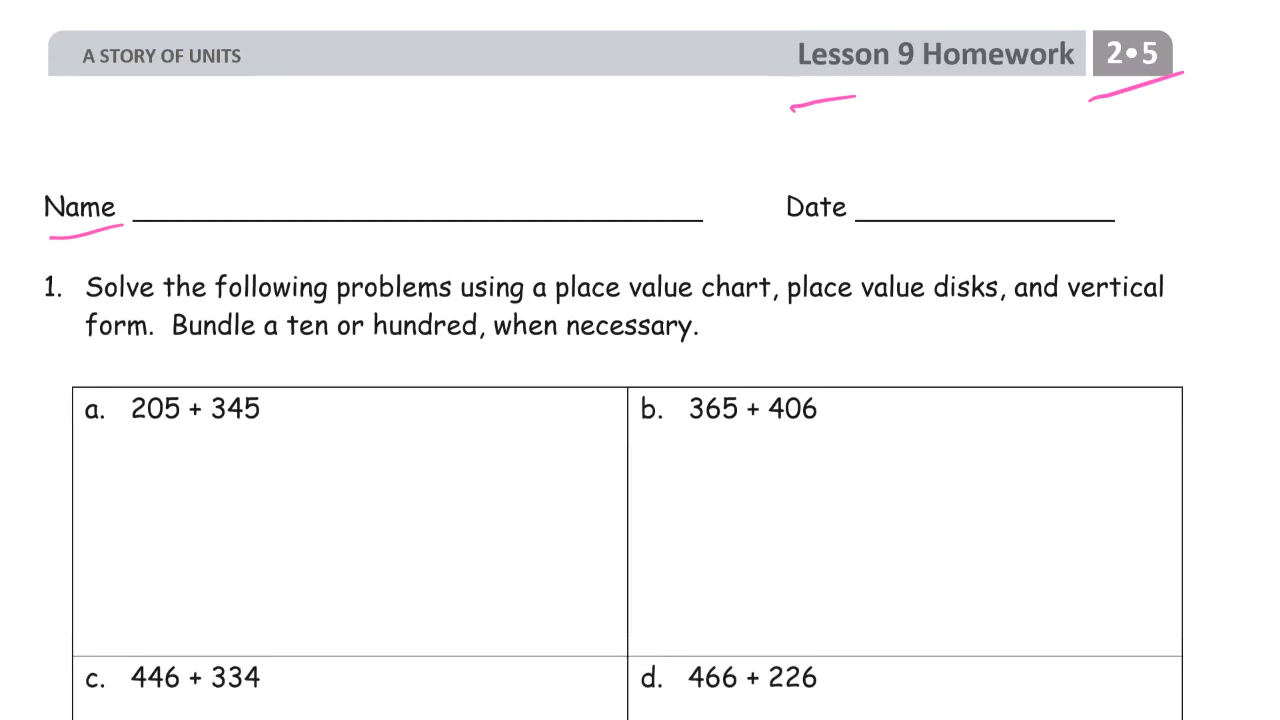 A STORY OF UNITS
Lesson 9 Homework 2•5
Name Date
1. Solve the following problems using a place value chart, place value disks, and vertical
form. Bundle a ten or hundred, when necessary.
a. 205 + 345
b. 365 + 406
c. 446 + 334
d. 466 + 226